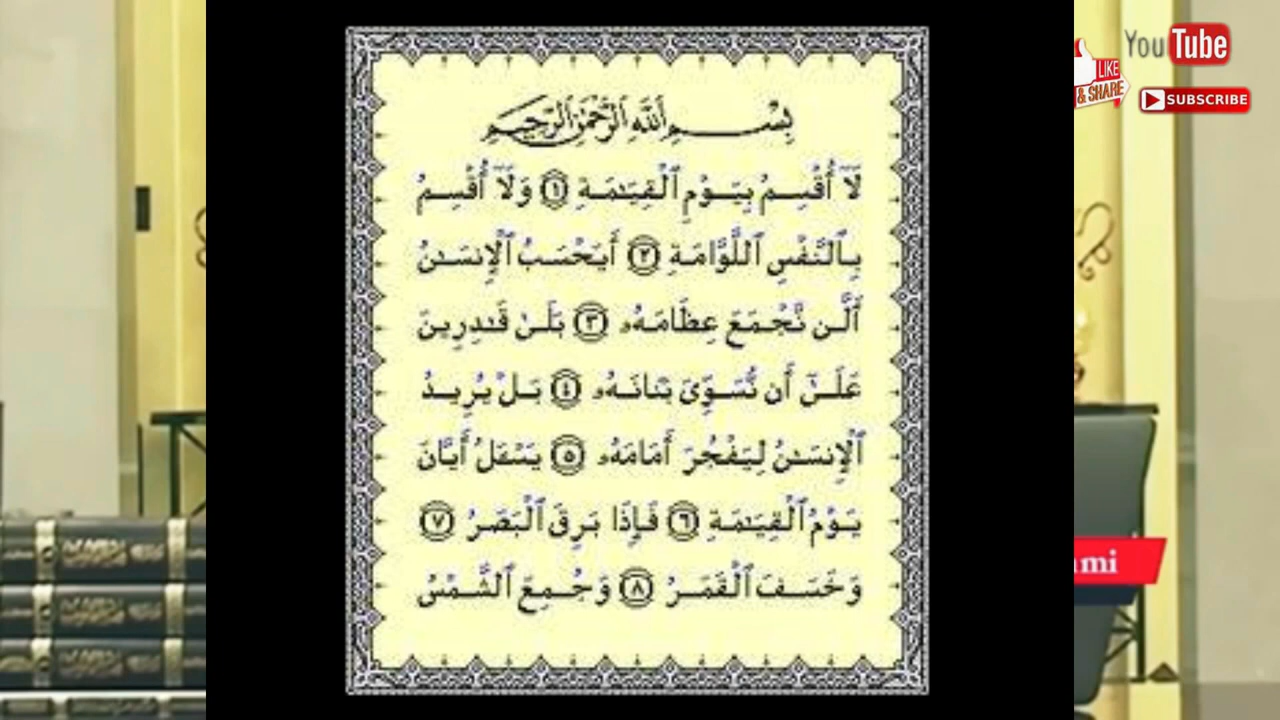 بِسْمِ ٱللَّهِ ٱلرَّحْمَٰنِ ٱلرَّحِيمِ
لَآ أُقْسِمُ بِيَوْمِ ٱلْقِيَٰمَةِ ١ وَلَآ أُقْسِمُ
بِٱلنَّفْسِ ٱللَّوَّامَةِ ٢ أَيَحْسَبُ ٱلْإِنسَٰنُ
أَلَّن نَّجْمَعَ عِظَامَهُۥ ٣ بَلَىٰ قَٰدِرِينَ
عَلَىٰٓ أَن نُّسَوِّىَ بَنَانَهُۥ ٤ بَلْ يُرِيدُ
ٱلْإِنسَٰنُ لِيَفْجُرَ أَمَامَهُۥ ٥ يَسْـَٔلُ أَيَّانَ
يَوْمُ ٱلْقِيَٰمَةِ ٦ فَإِذَا بَرِقَ ٱلْبَصَرُ ٧
وَخَسَفَ ٱلْقَمَرُ ٨ وَجُمِعَ ٱلشَّمْسُ
YouTube
LIKE
& SHARE
SUBSCRIBE
mi